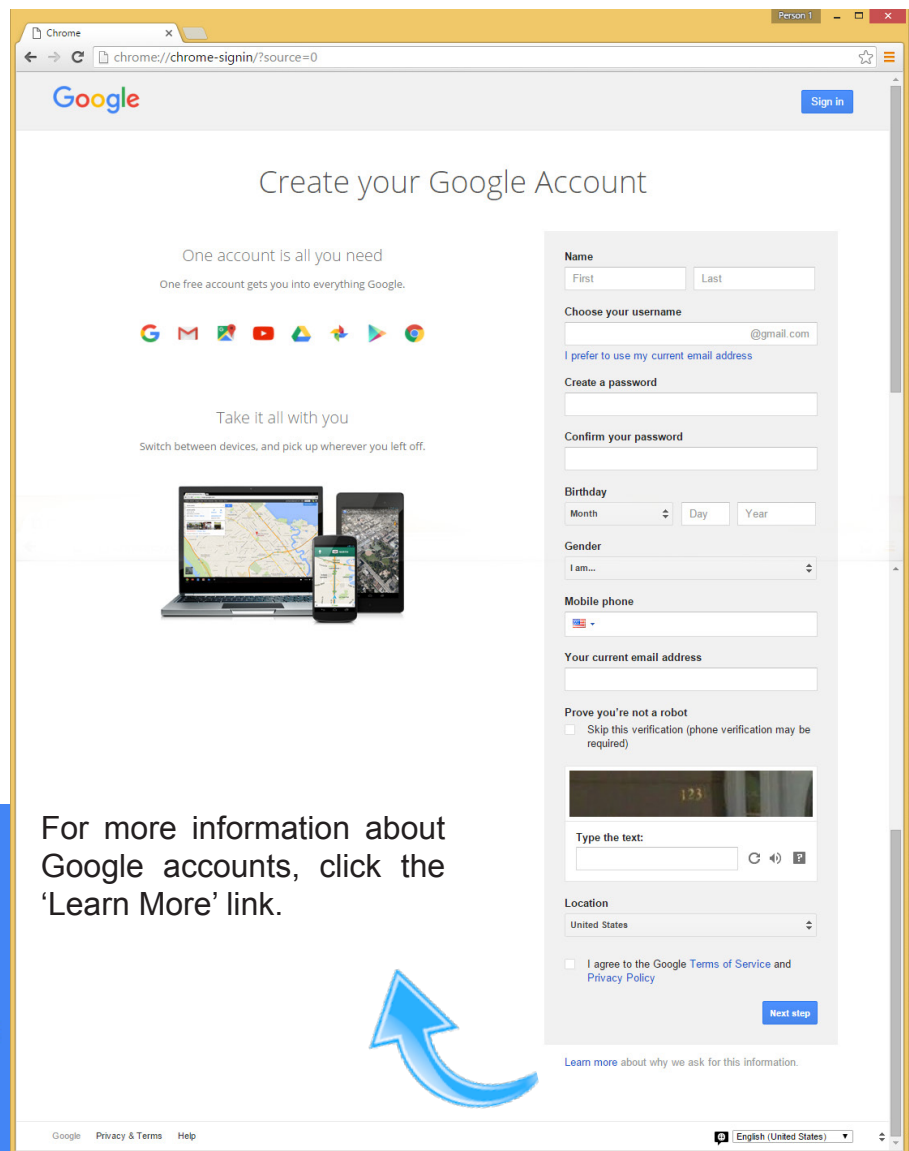 Person 1
Chrome
chrome://chrome-signin/?source=0
Google
Sign in
Create your Google Account
One account is all you need
One free account gets you into everything Google.
Take it all with you
Switch between devices, and pick up wherever you left off.
Name
First Last
Choose your username
@gmail.com
I prefer to use my current email address
Create a password
Confirm your password
Birthday
Month Day Year
Gender
I am...
Mobile phone
Your current email address
Prove you're not a robot
Skip this verification (phone verification may be
required)
123
Type the text:
Location
United States
I agree to the Google Terms of Service and
Privacy Policy
Next step
Learn more about why we ask for this information.
For more information about
Google accounts, click the
‘Learn More’ link.
Google Privacy & Terms Help
English (United States)